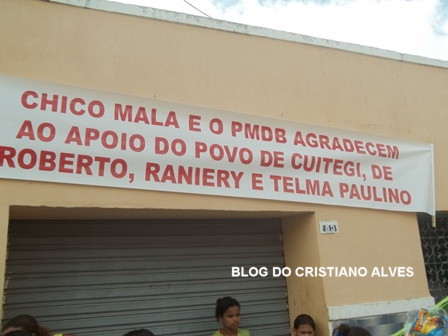 CHICO MALA E O PMDB AGRADECEM
AO APOIO DO POVO DE CUITEGI, DE
ROBERTO, RANIERY E TELMA PAULINO
BLOG DO CRISTIANO ALVES